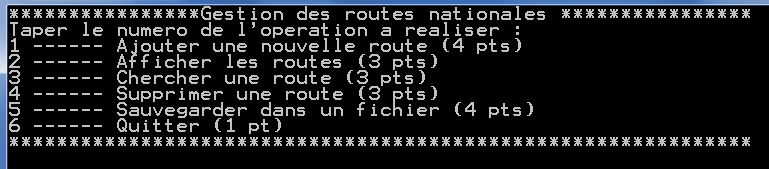 ****************Gestion des routes nationales ****************
Taper le numero de l'operation a realiser :
1 ------ Ajouter une nouvelle route (4 pts)
2 ------ Afficher les routes (3 pts)
3 ------ Chercher une route (3 pts)
4 ------ Supprimer une route (3 pts)
5 ------ Sauvegarder dans un fichier (4 pts)
6 ------ Quitter (1 pt)
**************************************************************